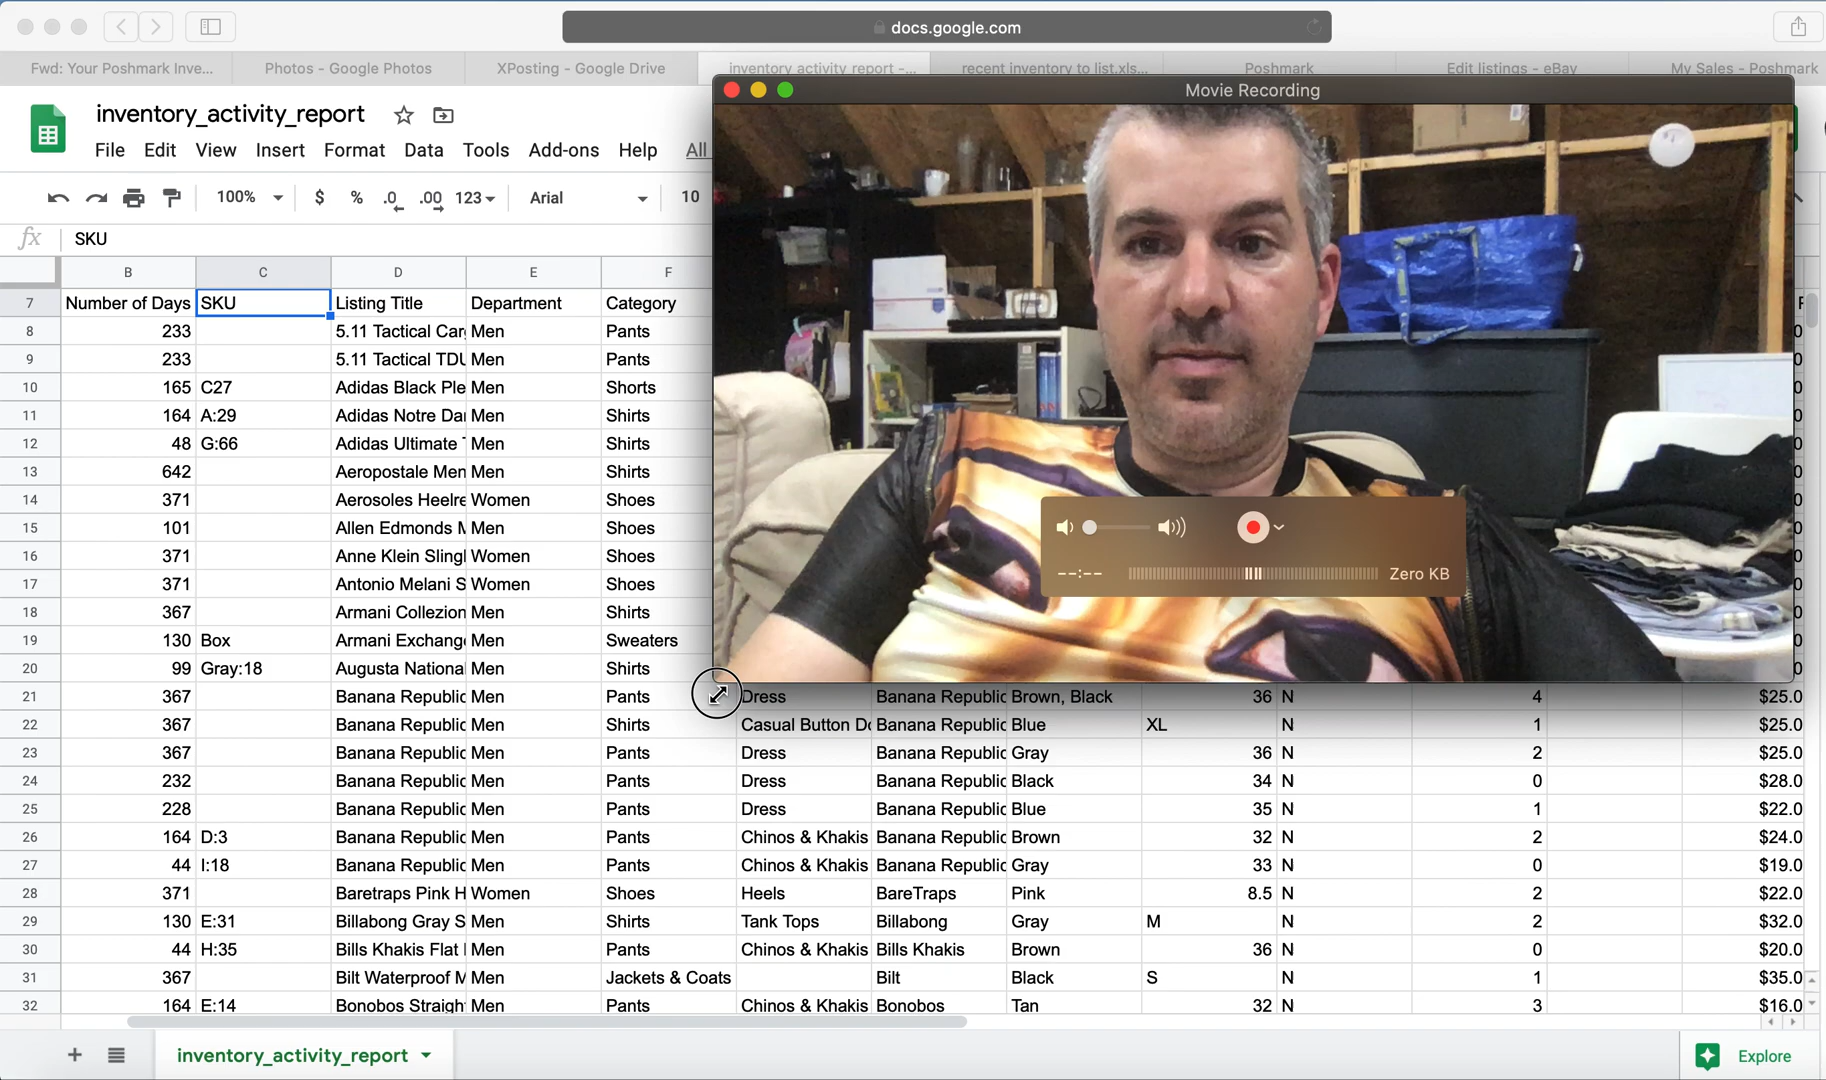 docs.google.com
Fwd: Your Poshmark Inve... Photos - Google Photos XPosting - Google Drive inventory activity report -... recent inventory to list.xls... Poshmark Edit listings - eBay My Sales - Poshmark
Movie Recording
inventory_activity_report
File Edit View Insert Format Data Tools Add-ons Help All
100% $ % .0 .00 123 Arial 10
fx SKU
B C D E F
7 Number of Days SKU Listing Title Department Category
8 233 5.11 Tactical Car Men Pants
9 233 5.11 Tactical TDU Men Pants
10 165 C27 Adidas Black Ple Men Shorts
11 164 A:29 Adidas Notre Da Men Shirts
12 48 G:66 Adidas Ultimate Men Shirts
13 642 Aeropostale Men Men Shirts
14 371 Aerosoles Heelre Women Shoes
15 101 Allen Edmonds Men Shoes
16 371 Anne Klein Sling Women Shoes
17 371 Antonio Melani S Women Shoes
18 367 Armani Collezion Men Shirts
19 130 Box Armani Exchang Men Sweaters
20 99 Gray:18 Augusta Nationa Men Shirts
--:-- Zero KB
21 367 Banana Republic Men Pants Dress Banana Republic Brown, Black 36 N 4 $25.0
22 367 Banana Republic Men Shirts Casual Button Do Banana Republic Blue XL N 1 $25.0
23 367 Banana Republic Men Pants Dress Banana Republic Gray 36 N 2 $25.0
24 232 Banana Republic Men Pants Dress Banana Republic Black 34 N 0 $28.0
25 228 Banana Republic Men Pants Dress Banana Republic Blue 35 N 1 $22.0
26 164 D:3 Banana Republic Men Pants Chinos & Khakis Banana Republic Brown 32 N 2 $24.0
27 44 I:18 Banana Republic Men Pants Chinos & Khakis Banana Republic Gray 33 N 0 $19.0
28 371 Baretraps Pink H Women Shoes Heels BareTraps Pink 8.5 N 2 $22.0
29 130 E:31 Billabong Gray S Men Shirts Tank Tops Billabong Gray M N 2 $32.0
30 44 H:35 Bills Khakis Flat Men Pants Chinos & Khakis Bills Khakis Brown 36 N 0 $20.0
31 367 Bilt Waterproof M Men Jackets & Coats Bilt Black S N 1 $35.0
32 164 E:14 Bonobos Straigh Men Pants Chinos & Khakis Bonobos Tan 32 N 3 $16.0
inventory_activity_report Explore